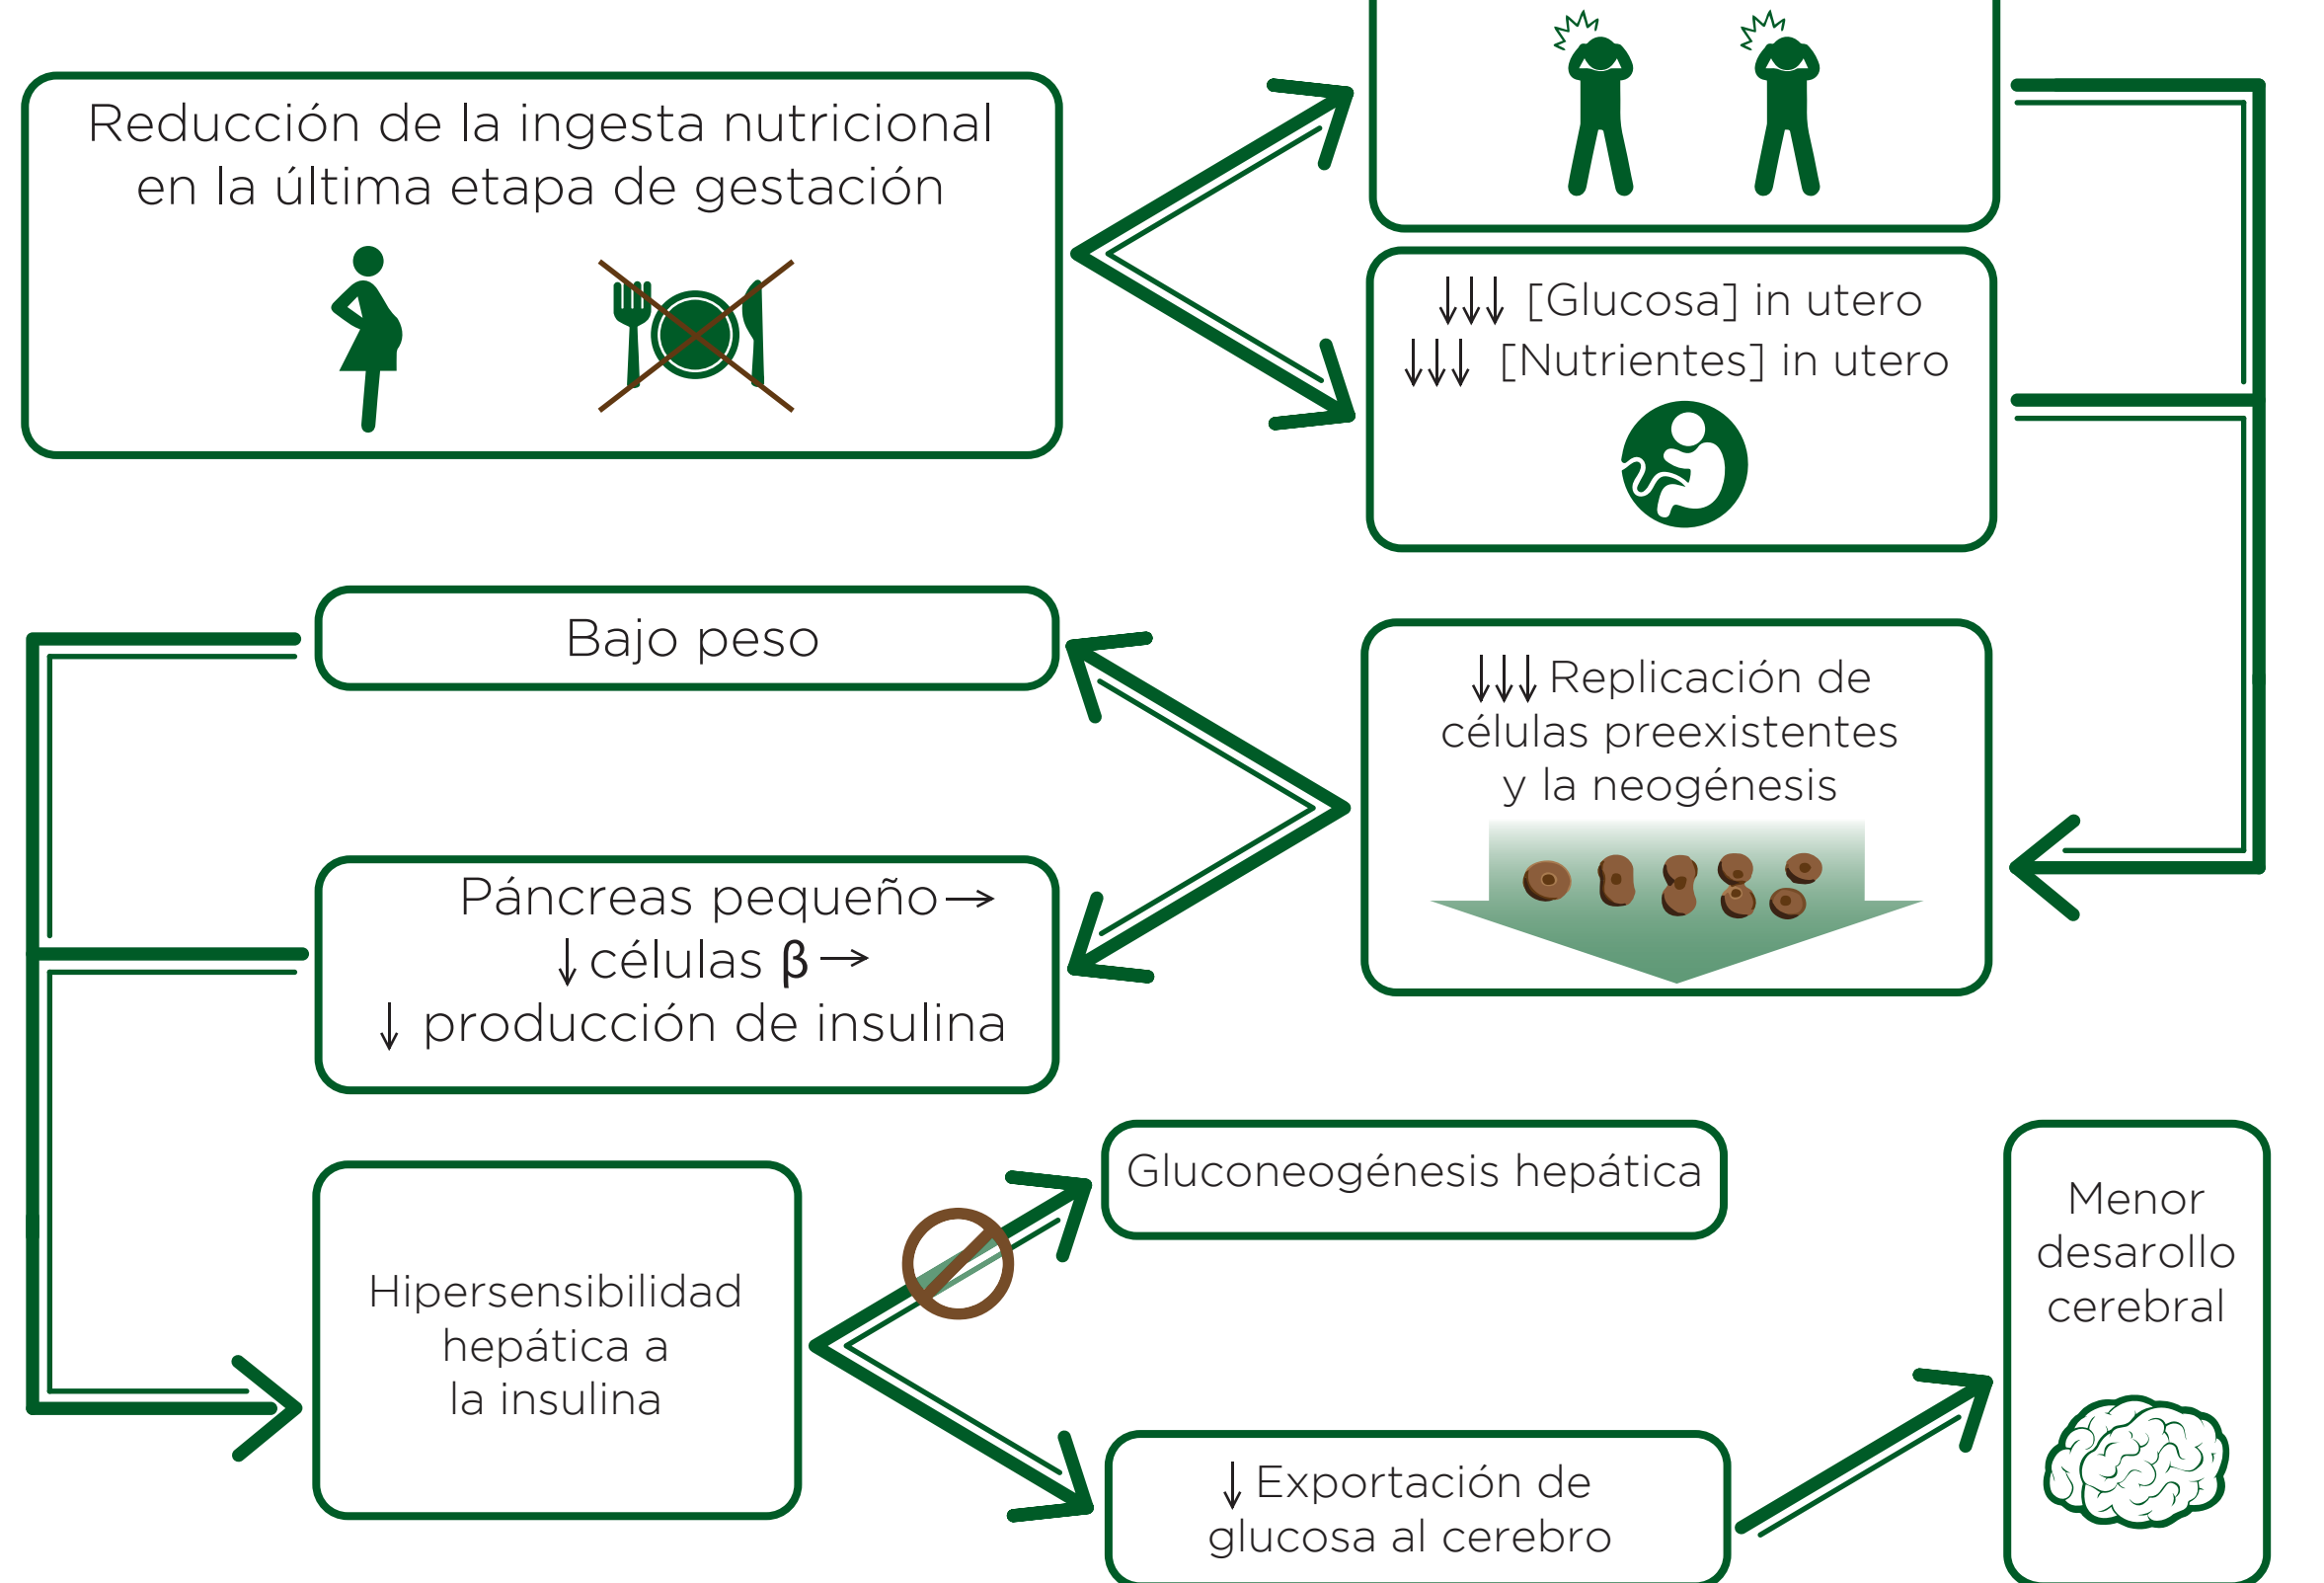 Reducción de la ingesta nutricional
en la última etapa de gestación
↓↓↓ [Glucosa] in utero
↓↓↓ [Nutrientes] in utero
Bajo peso
↓↓↓ Replicación de
células preexistentes
y la neogénesis
Páncreas pequeño→
↓ células β→
↓ producción de insulina
Hipersensibilidad
hepática a
la insulina
Gluconeogénesis hepática
↓ Exportación de
glucosa al cerebro
Menor
desarollo
cerebral